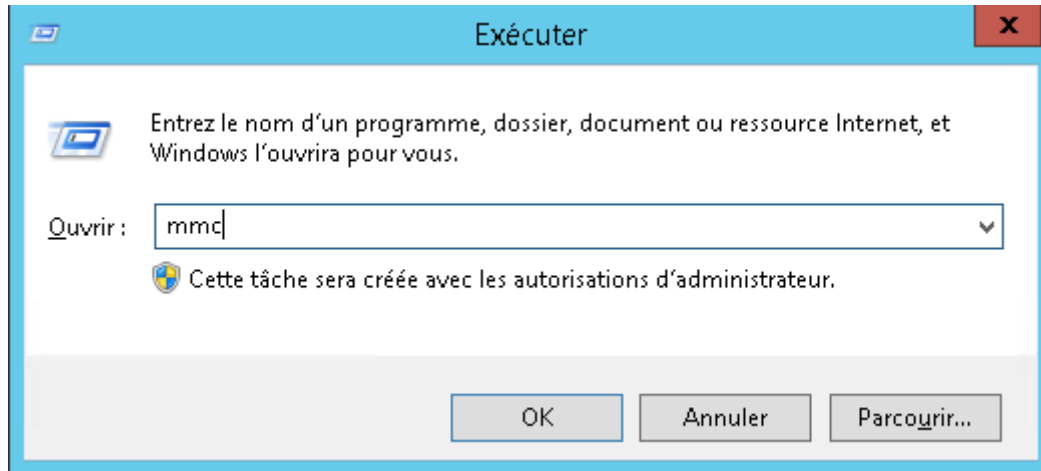 Exécuter
x
Entrez le nom d'un programme, dossier, document ou ressource Internet, et
Windows l'ouvrira pour vous.
Ouvrir : mmc
Cette tâche sera créée avec les autorisations d'administrateur.
OK Annuler Parcourir...